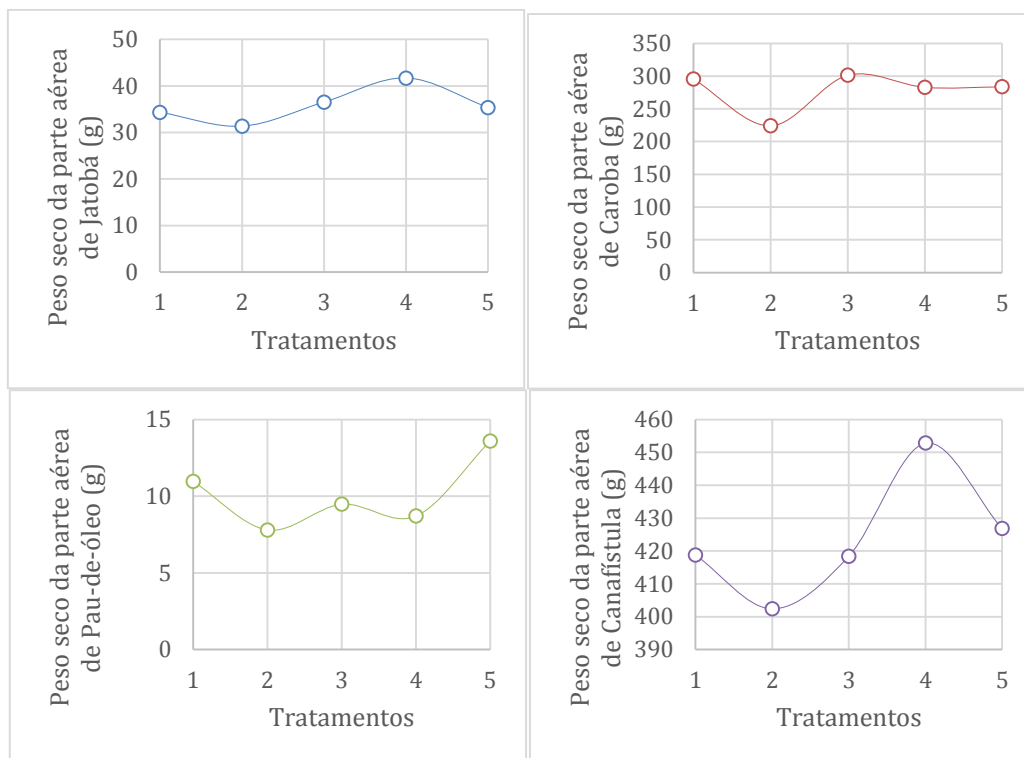 Peso seco da parte aérea
de Jatobá (g)
50
40
30
20
10
0
1 2 3 4 5
Tratamentos
Peso seco da parte aérea
de Caroba (g)
350
300
250
200
150
100
50
0
1 2 3 4 5
Tratamentos
Peso seco da parte aérea
de Pau-de-óleo (g)
15
10
5
0
1 2 3 4 5
Tratamentos
Peso seco da parte aérea
de Canafístula (g)
460
450
440
430
420
410
400
390
1 2 3 4 5
Tratamentos